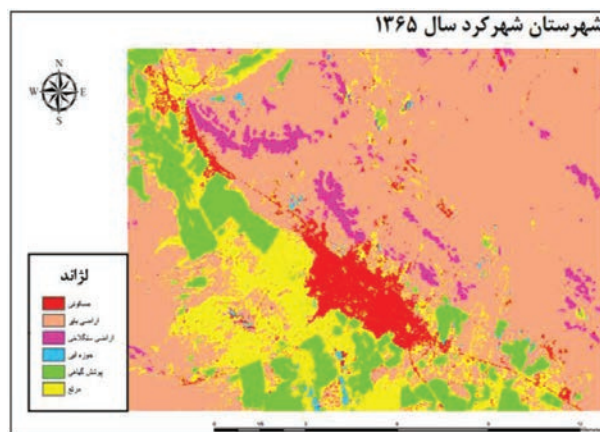 شهرستان شهرکرد سال ۱۳۶۵
N
W E
S
لژاند
مسکونی
اراضی بایر
اراضی سنگلاخی
حوزه آبی
پوشش گیاهی
مرتع